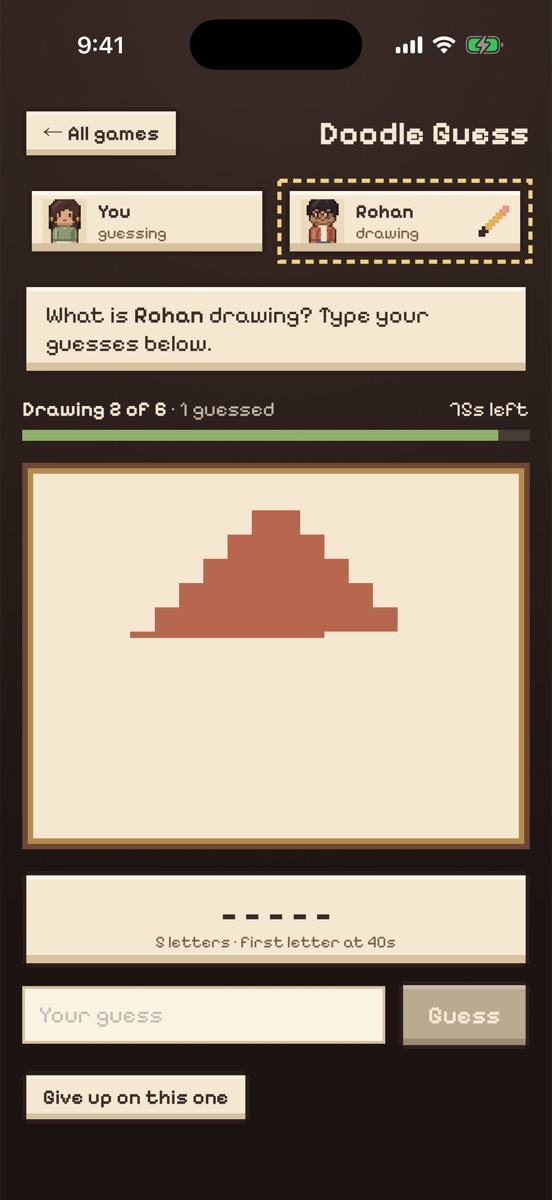 9:41
← All games
Doodle Guess
You
guessing
Rohan
drawing
What is Rohan drawing? Type your
guesses below.
Drawing 2 of 6 · 1 guessed
75s left
5 letters · first letter at 40s
Your guess
Guess
Give up on this one